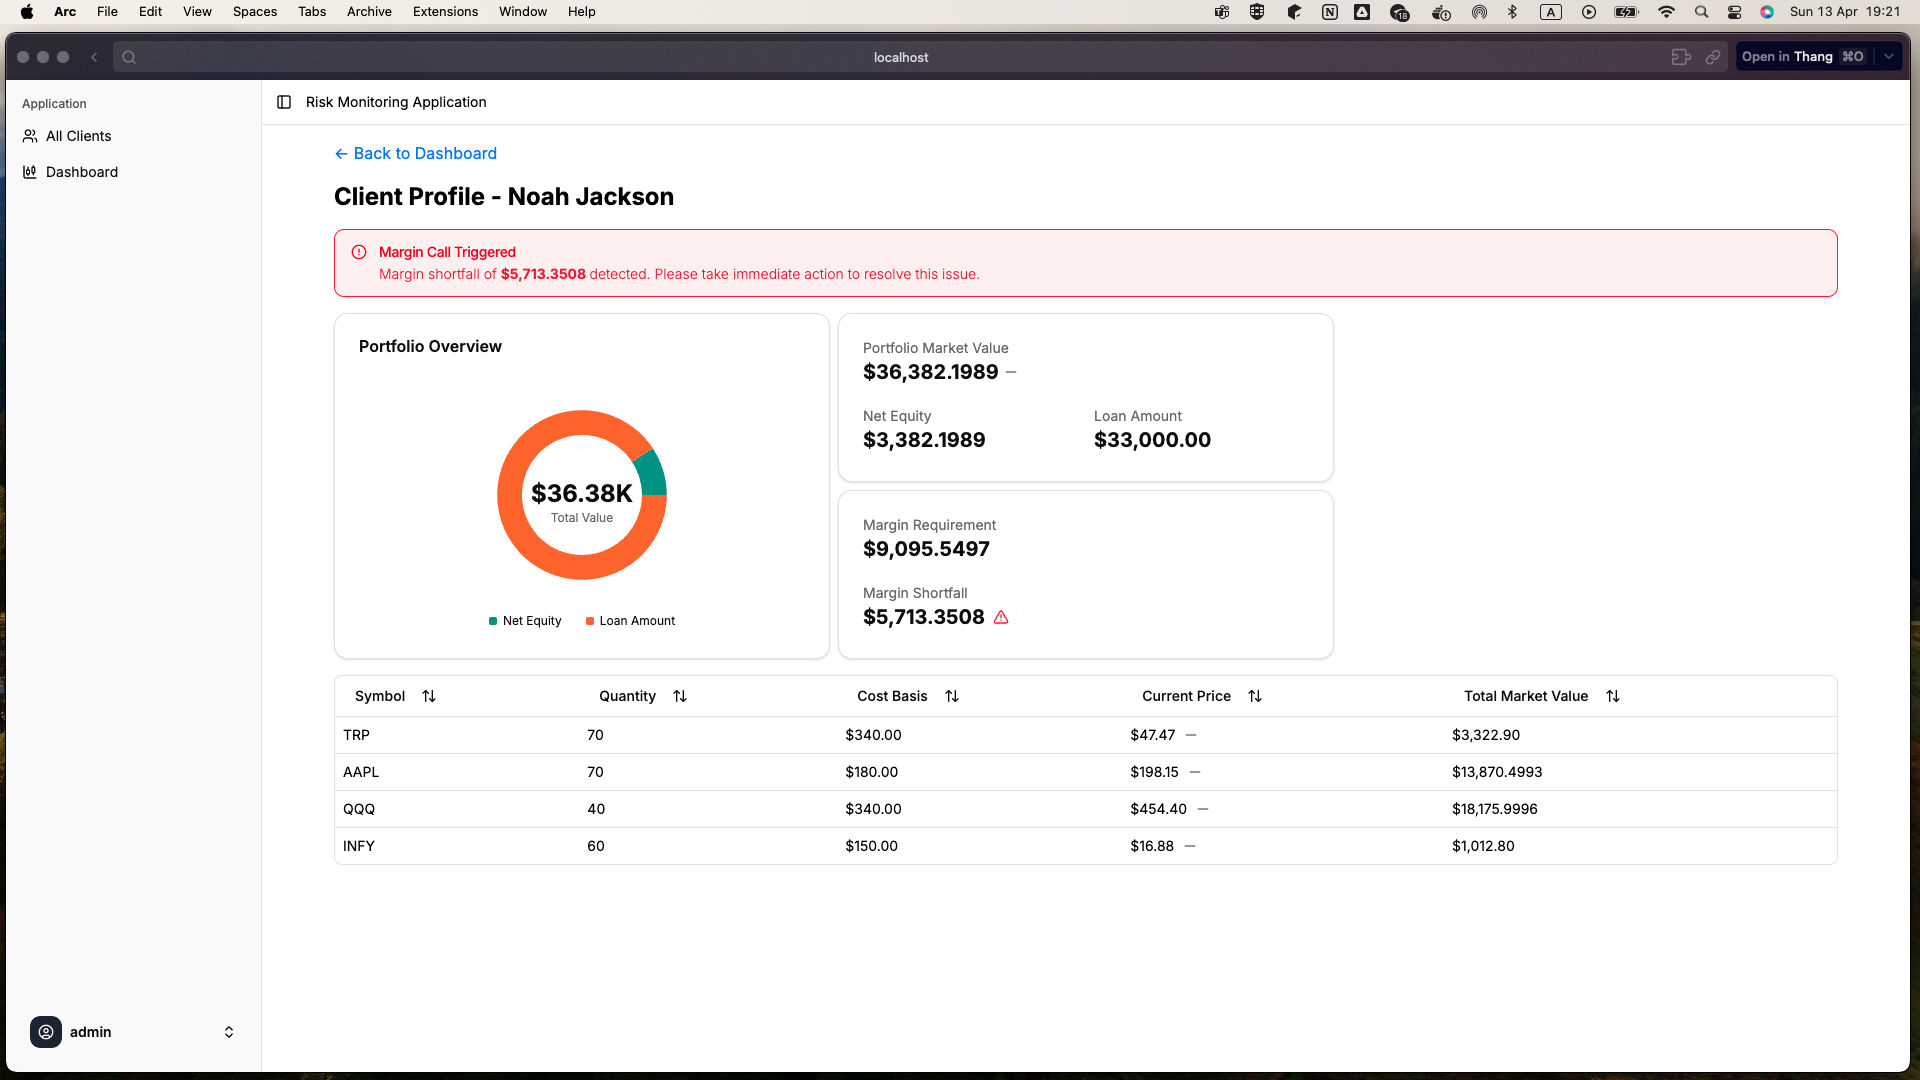 Arc File Edit View Spaces Tabs Archive Extensions Window Help 18 A Sun 13 Apr 19:21
localhost Open in Thang ⌘O
Application
All Clients
Dashboard
Risk Monitoring Application
← Back to Dashboard
Client Profile - Noah Jackson
Margin Call Triggered
Margin shortfall of $5,713.3508 detected. Please take immediate action to resolve this issue.
Portfolio Overview
$36.38K
Total Value
Net Equity Loan Amount
Portfolio Market Value
$36,382.1989 —
Net Equity Loan Amount
$3,382.1989 $33,000.00
Margin Requirement
$9,095.5497
Margin Shortfall
$5,713.3508
Symbol Quantity Cost Basis Current Price Total Market Value
TRP 70 $340.00 $47.47 — $3,322.90
AAPL 70 $180.00 $198.15 — $13,870.4993
QQQ 40 $340.00 $454.40 — $18,175.9996
INFY 60 $150.00 $16.88 — $1,012.80
admin